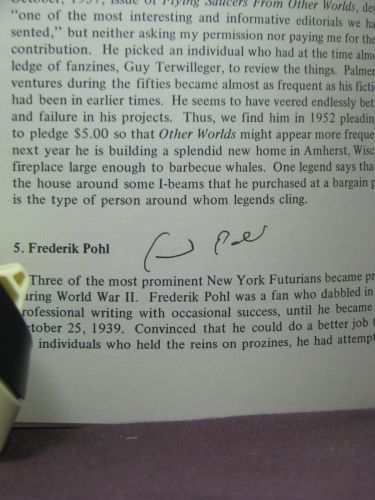 October, 1957, issue of Flying Saucers From Other Worlds, des
"one of the most interesting and informative editorials we ha
sented," but neither asking my permission nor paying me for the
contribution. He picked an individual who had at the time almo
ledge of fanzines, Guy Terwilleger, to review the things. Palmer
ventures during the fifties became almost as frequent as his fictio
had been in earlier times. He seems to have veered endlessly bet
and failure in his projects. Thus, we find him in 1952 pleading
to pledge $5.00 so that Other Worlds might appear more freque
next year he is building a splendid new home in Amherst, Wisc
fireplace large enough to barbecue whales. One legend says tha
the house around some I-beams that he purchased at a bargain p
is the type of person around whom legends cling.
5. Frederik Pohl
Three of the most prominent New York Futurians became pr
uring World War II. Frederik Pohl was a fan who dabbled in
rofessional writing with occasional success, until he became
ctober 25, 1939. Convinced that he could do a better job t
individuals who held the reins on prozines, he had attempt